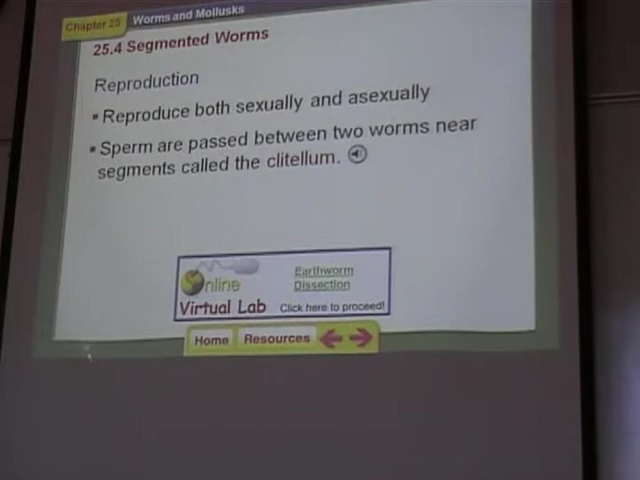 Chapter 25 Worms and Mollusks
25.4 Segmented Worms
Reproduction
▪ Reproduce both sexually and asexually
▪ Sperm are passed between two worms near
segments called the clitellum.
Online
Virtual Lab
Earthworm
Dissection
Click here to proceed!
Home Resources